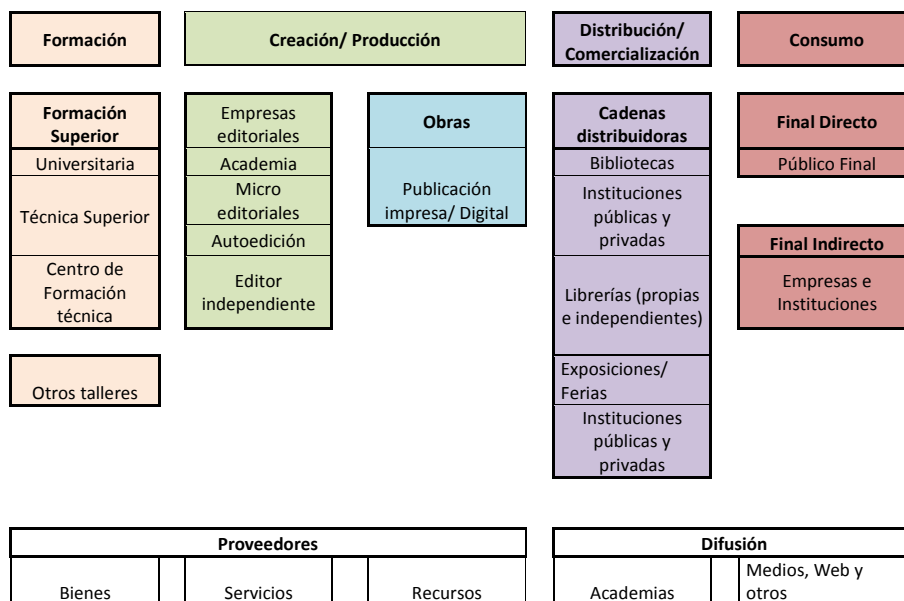 Formación
Creación/ Producción
Distribución/
Comercialización
Consumo
Formación
Superior
Universitaria
Técnica Superior
Centro de
Formación
técnica
Otros talleres
Empresas
editoriales
Academia
Micro
editoriales
Autoedición
Editor
independiente
Obras
Publicación
impresa/ Digital
Cadenas
distribuidoras
Bibliotecas
Instituciones
públicas y
privadas
Librerías (propias
e independientes)
Exposiciones/
Ferias
Instituciones
públicas y
privadas
Final Directo
Público Final
Final Indirecto
Empresas e
Instituciones
Proveedores
Bienes
Servicios
Recursos
Difusión
Academias
Medios, Web y
otros